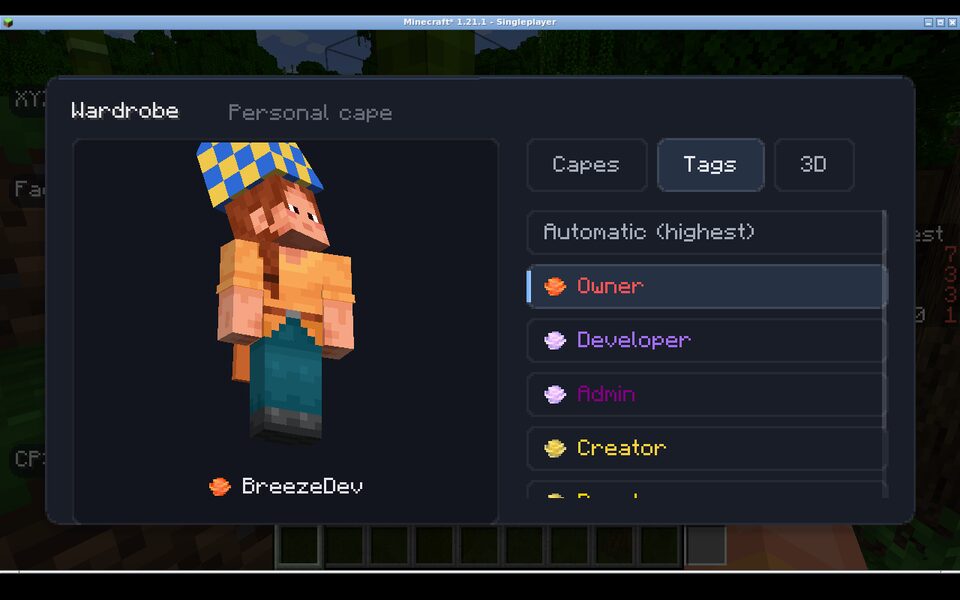 Minecraft* 1.21.1 - Singleplayer
Wardrobe
Personal cape
Capes
Tags
3D
Automatic (highest)
Owner
Developer
Admin
Creator
BreezeDev